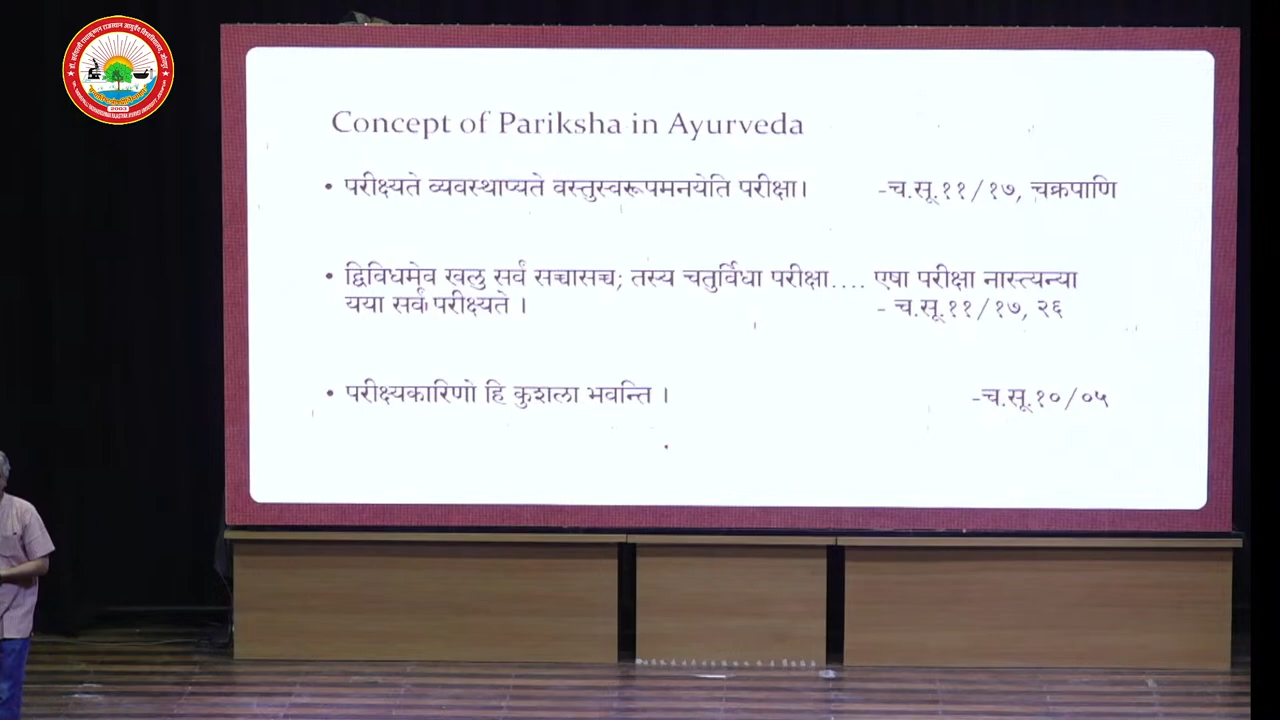 Concept of Pariksha in Ayurveda
• परीक्ष्यते व्यवस्थाप्यते वस्तुस्वरूपमनयेति परीक्षा। -च.सू.११/१७, चक्रपाणि
• द्विविधमेव खलु सर्वं सच्चासच्च; तस्य चतुर्विधा परीक्षा.... एषा परीक्षा नास्त्यन्या
यया सर्वं परीक्ष्यते । - च.सू.११/१७, २६
• परीक्ष्यकारिणो हि कुशला भवन्ति । -च.सू.१०/०५
2003